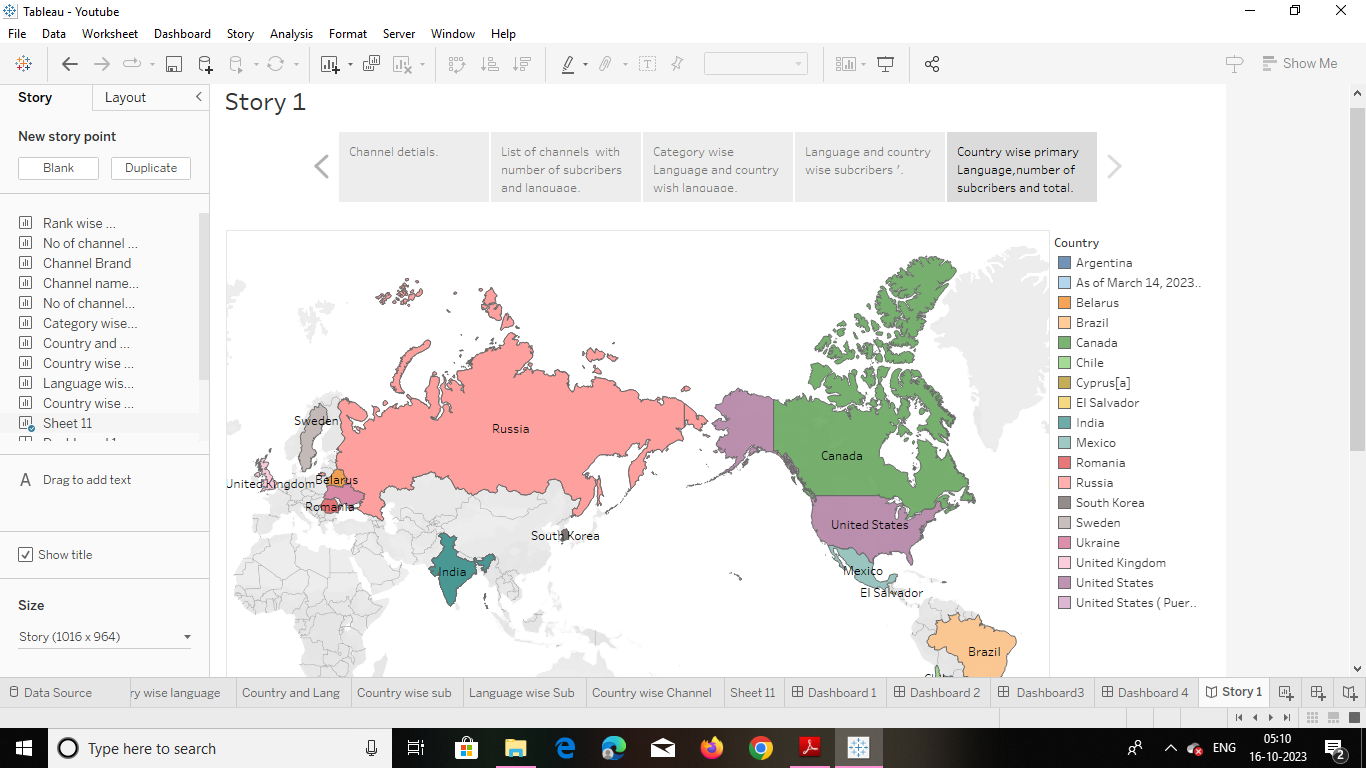 Tableau - Youtube
File Data Worksheet Dashboard Story Analysis Format Server Window Help
Show Me
Story Layout
New story point
Blank Duplicate
Rank wise ...
No of channel ...
Channel Brand
Channel name...
No of channel...
Category wise...
Country and ...
Country wise ...
Language wis...
Country wise ...
Sheet 11
A Drag to add text
Show title
Size
Story (1016 x 964)
Story 1
Channel detials.
List of channels with
number of subcribers
and language.
Category wise
Language and country
wish language.
Language and country
wise subcribers '.
Country wise primary
Language,number of
subcribers and total.
Sweden
Russia
United Kingdom
Belarus
Romania
South Korea
India
Canada
United States
Mexico
El Salvador
Brazil
Country
Argentina
As of March 14, 2023..
Belarus
Brazil
Canada
Chile
Cyprus[a]
El Salvador
India
Mexico
Romania
Russia
South Korea
Sweden
Ukraine
United Kingdom
United States
United States ( Puer..
Data Source ry wise language Country and Lang Country wise sub Language wise Sub Country wise Channel Sheet 11 Dashboard 1 Dashboard 2 Dashboard3 Dashboard 4 Story 1
Type here to search
ENG
05:10
16-10-2023
2